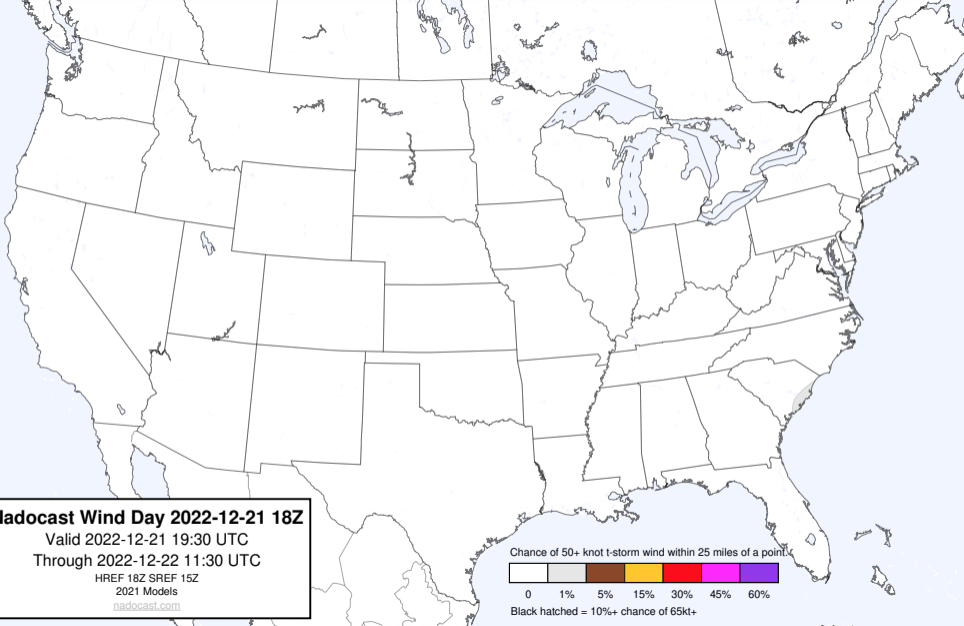 adocast Wind Day 2022-12-21 18Z
Valid 2022-12-21 19:30 UTC
Through 2022-12-22 11:30 UTC
HREF 18Z SREF 15Z
2021 Models
nadocast.com
Chance of 50+ knot t-storm wind within 25 miles of a point.
0 1% 5% 15% 30% 45% 60%
Black hatched = 10%+ chance of 65kt+